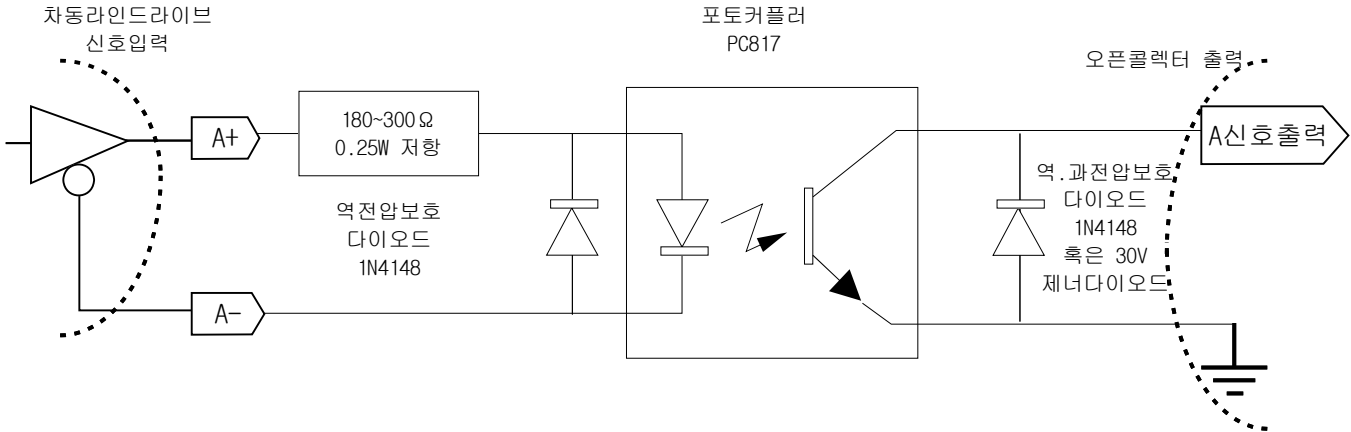 차동라인드라이브
신호입력
포토커플러
PC817
오픈콜렉터 출력
A+
180~300Ω
0.25W 저항
A신호출력
역전압보호
다이오드
1N4148
역.과전압보호
다이오드
1N4148
혹은 30V
제너다이오드
A-